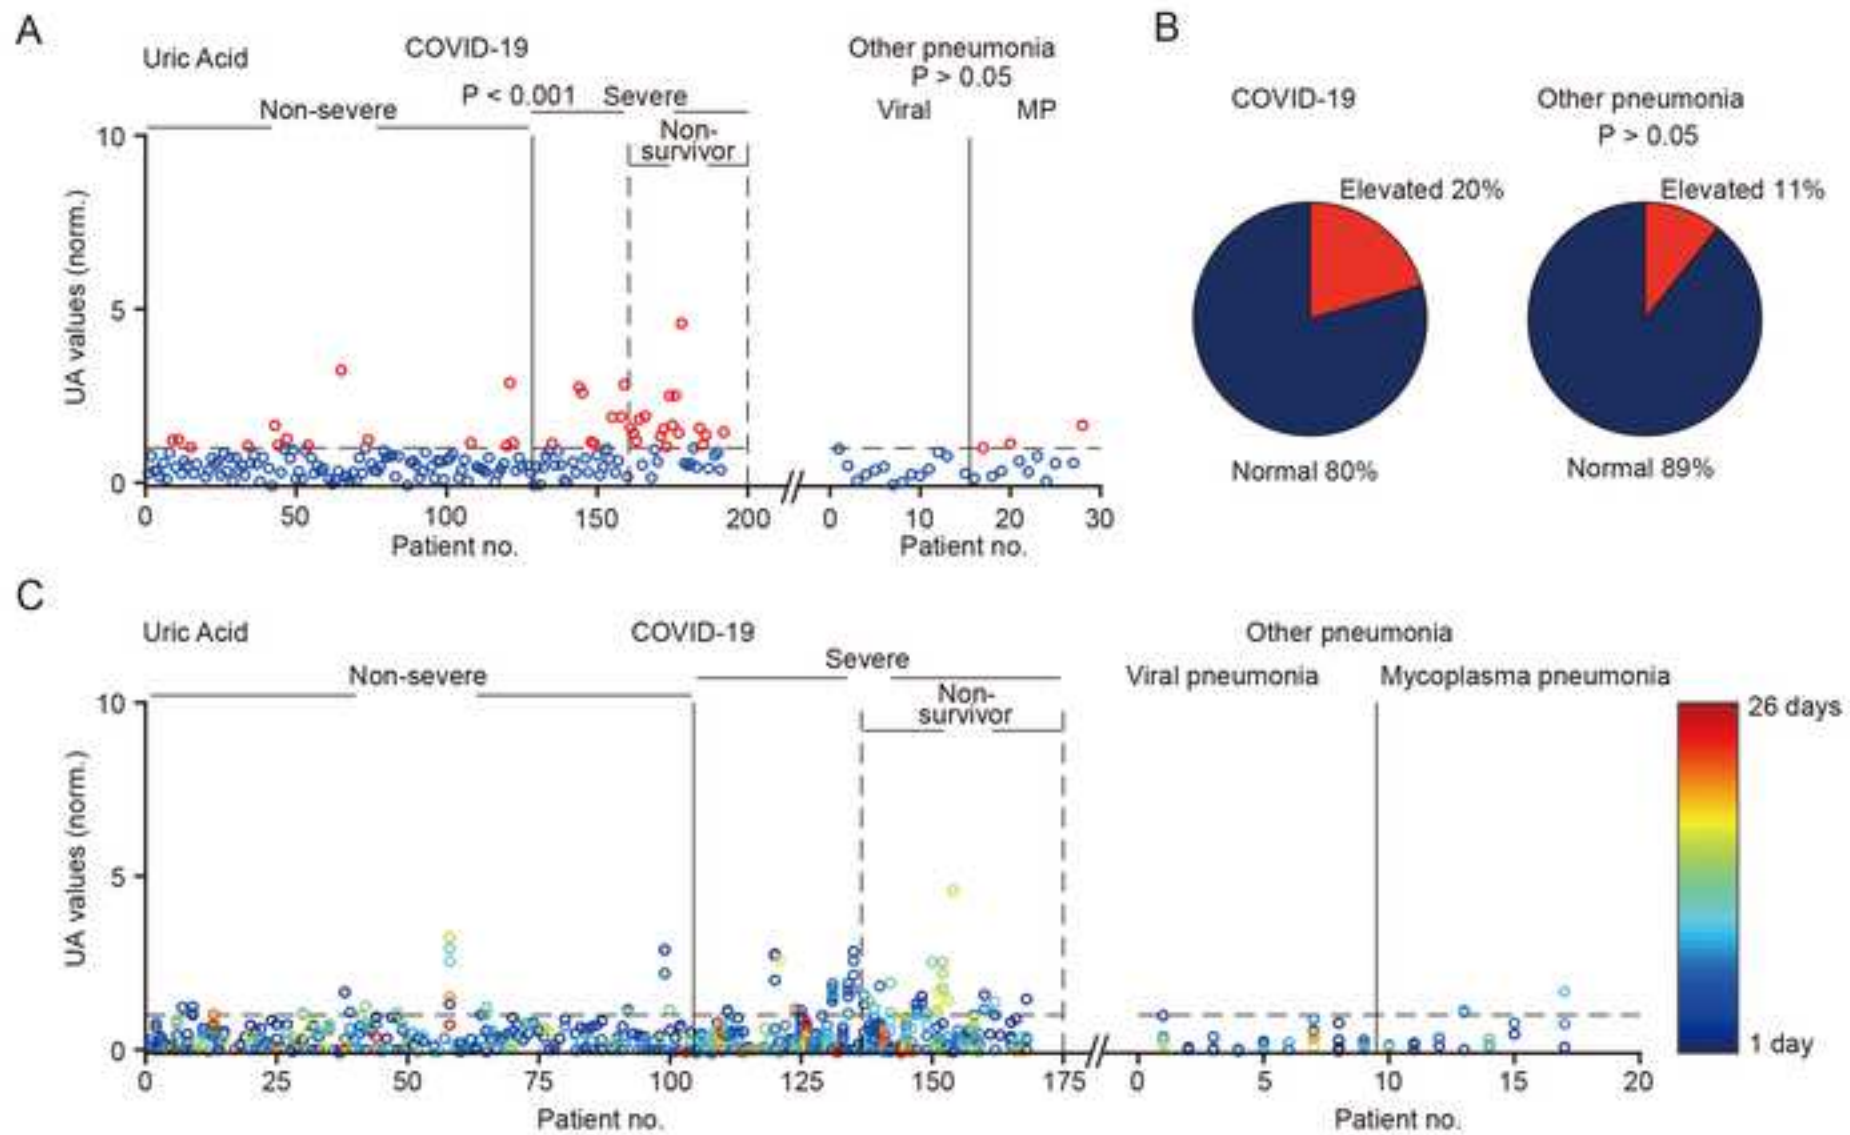 A
Uric Acid
COVID-19
P < 0.001
Non-severe
Severe
Non-
survivor
Other pneumonia
P > 0.05
Viral
MP
UA values (norm.)
10
5
0
0 50 100 150 200
Patient no.
0 10 20 30
Patient no.
B
COVID-19
Elevated 20%
Normal 80%
Other pneumonia
P > 0.05
Elevated 11%
Normal 89%
C
Uric Acid
COVID-19
Non-severe
Severe
Non-
survivor
Other pneumonia
Viral pneumonia
Mycoplasma pneumonia
UA values (norm.)
10
5
0
0 25 50 75 100 125 150 175
Patient no.
0 5 10 15 20
Patient no.
26 days
1 day